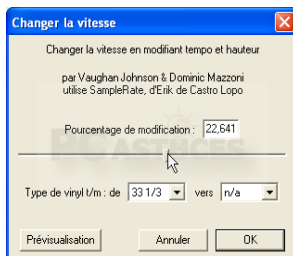 Changer la vitesse
Changer la vitesse en modifiant tempo et hauteur
par Vaughan Johnson & Dominic Mazzoni
utilise SampleRate, d'Erik de Castro Lopo
Pourcentage de modification : 22,641
PC ASTUCES
Type de vinyl t/m : de 33 1/3 vers n/a
Prévisualisation Annuler OK